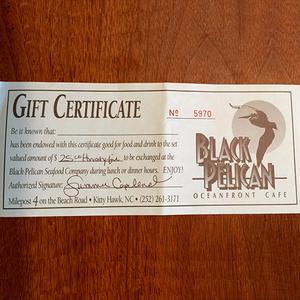 GIFT CERTIFICATE
Nº 5970
Be it known that:
has been endowed with this certificate good for food and drink to the set
valued amount of $ 25.00 to be exchanged at the
Black Pelican Seafood Company during lunch or dinner hours. ENJOY!
Authorized Signature:
Milepost 4 on the Beach Road • Kitty Hawk, NC • (252) 261-3171
BLACK
PELICAN
OCEANFRONT CAFE